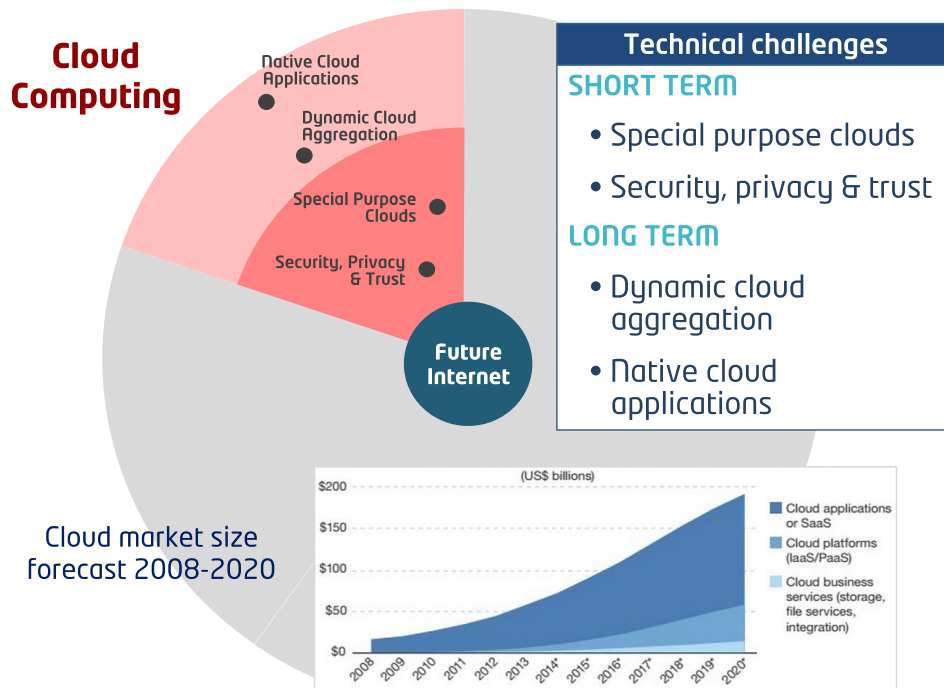 Cloud
Computing
Native Cloud
Applications
Dynamic Cloud
Aggregation
Special Purpose
Clouds
Security, Privacy
& Trust
Future
Internet
Technical challenges
SHORT TERM
• Special purpose clouds
• Security, privacy & trust
LONG TERM
• Dynamic cloud
aggregation
• Native cloud
applications
Cloud market size
forecast 2008-2020
(US$ billions)
$200
$150
$100
$50
$0
2008
2009
2010
2011
2012
2013
2014*
2015*
2016*
2017*
2018*
2019*
2020*
Cloud applications
or SaaS
Cloud platforms
(IaaS/PaaS)
Cloud business
services (storage,
file services,
integration)